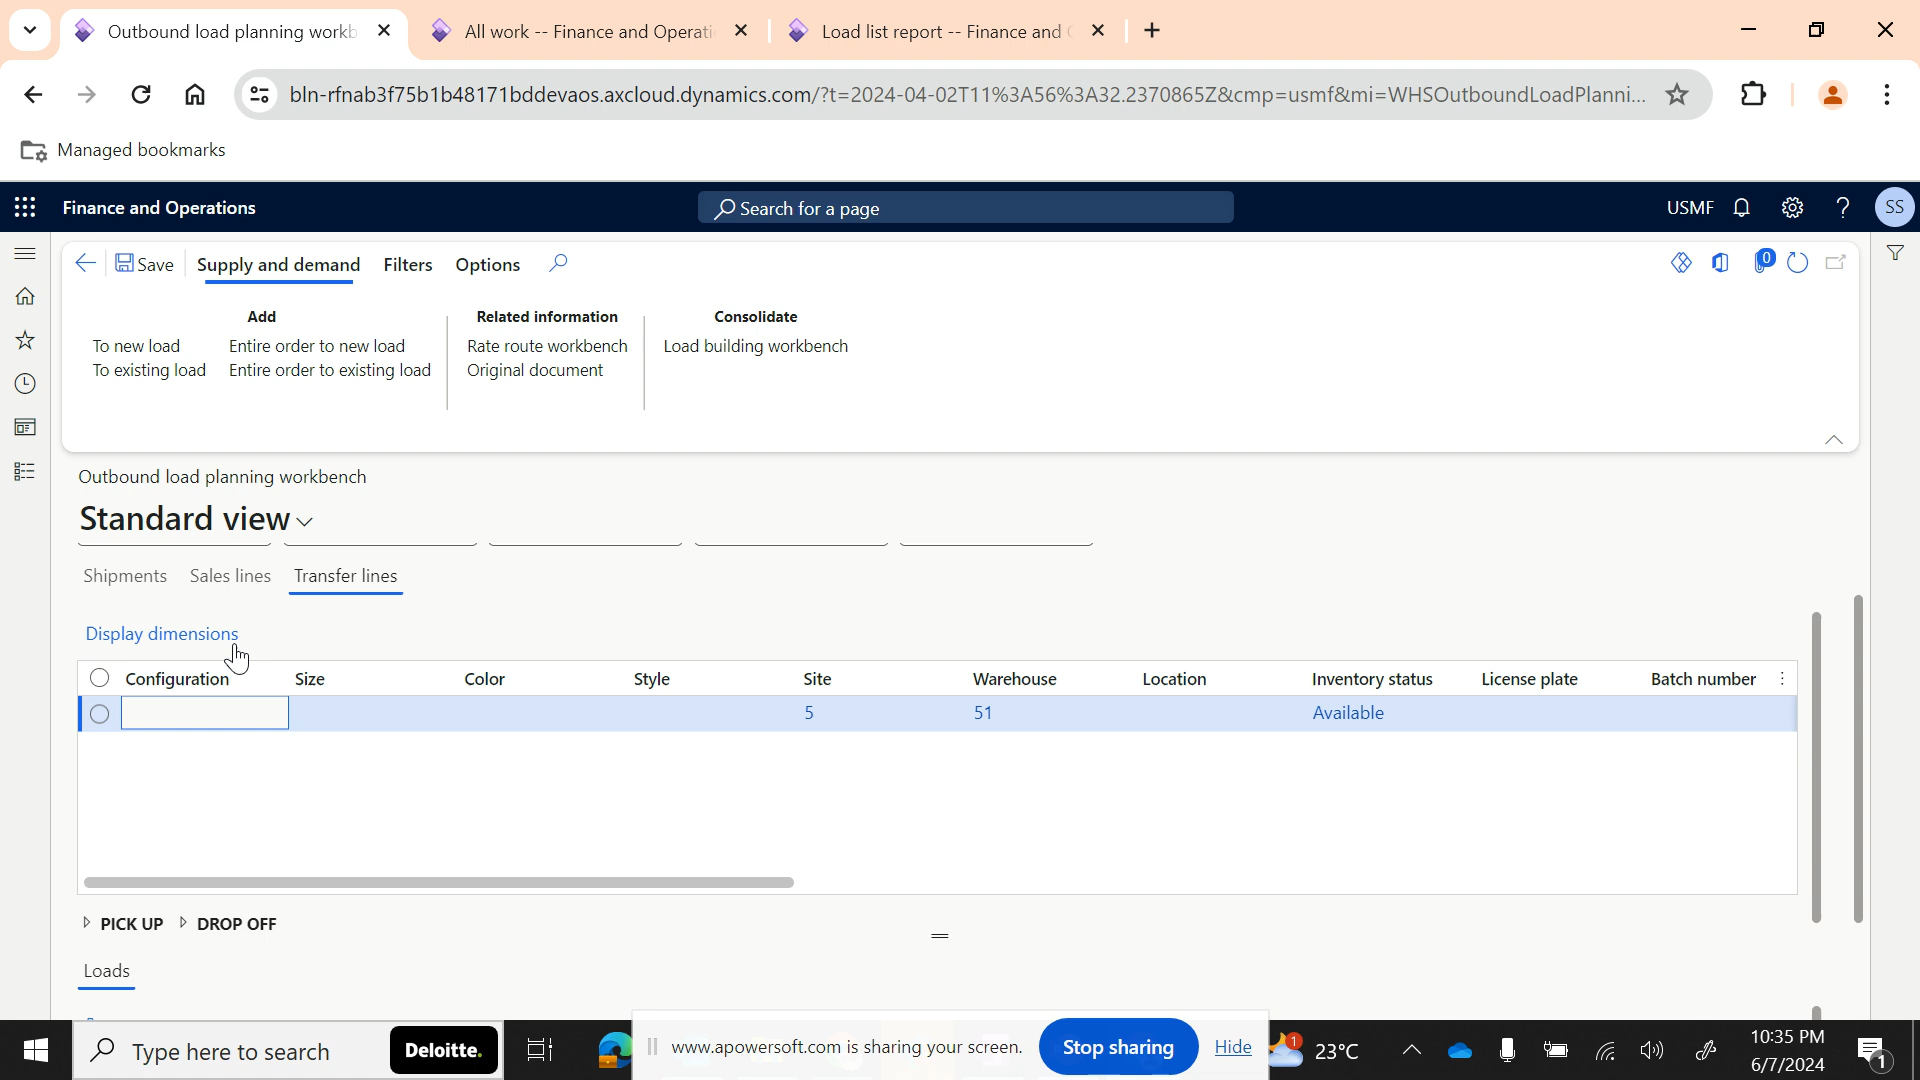 Outbound load planning workb
All work -- Finance and Operati
Load list report -- Finance and
bln-rfnab3f75b1b48171bddevaos.axcloud.dynamics.com/?t=2024-04-02T11%3A56%3A32.2370865Z&cmp=usmf&mi=WHSOutboundLoadPlanni...
Managed bookmarks
Finance and Operations
Search for a page
USMF
SS
Save
Supply and demand
Filters
Options
0
Add
Related information
Consolidate
To new load
Entire order to new load
Rate route workbench
Load building workbench
To existing load
Entire order to existing load
Original document
Outbound load planning workbench
Standard view
Shipments
Sales lines
Transfer lines
Display dimensions
Configuration
Size
Color
Style
Site
Warehouse
Location
Inventory status
License plate
Batch number
5
51
Available
PICK UP
DROP OFF
Loads
Type here to search
Deloitte.
www.apowersoft.com is sharing your screen.
Stop sharing
Hide
1
23°C
10:35 PM
6/7/2024
1